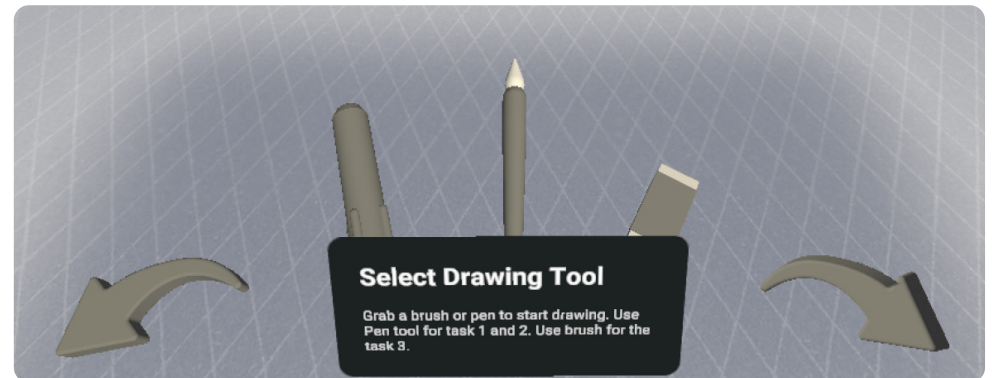 Select Drawing Tool
Grab a brush or pen to start drawing. Use
Pen tool for task 1 and 2. Use brush for the
task 3.